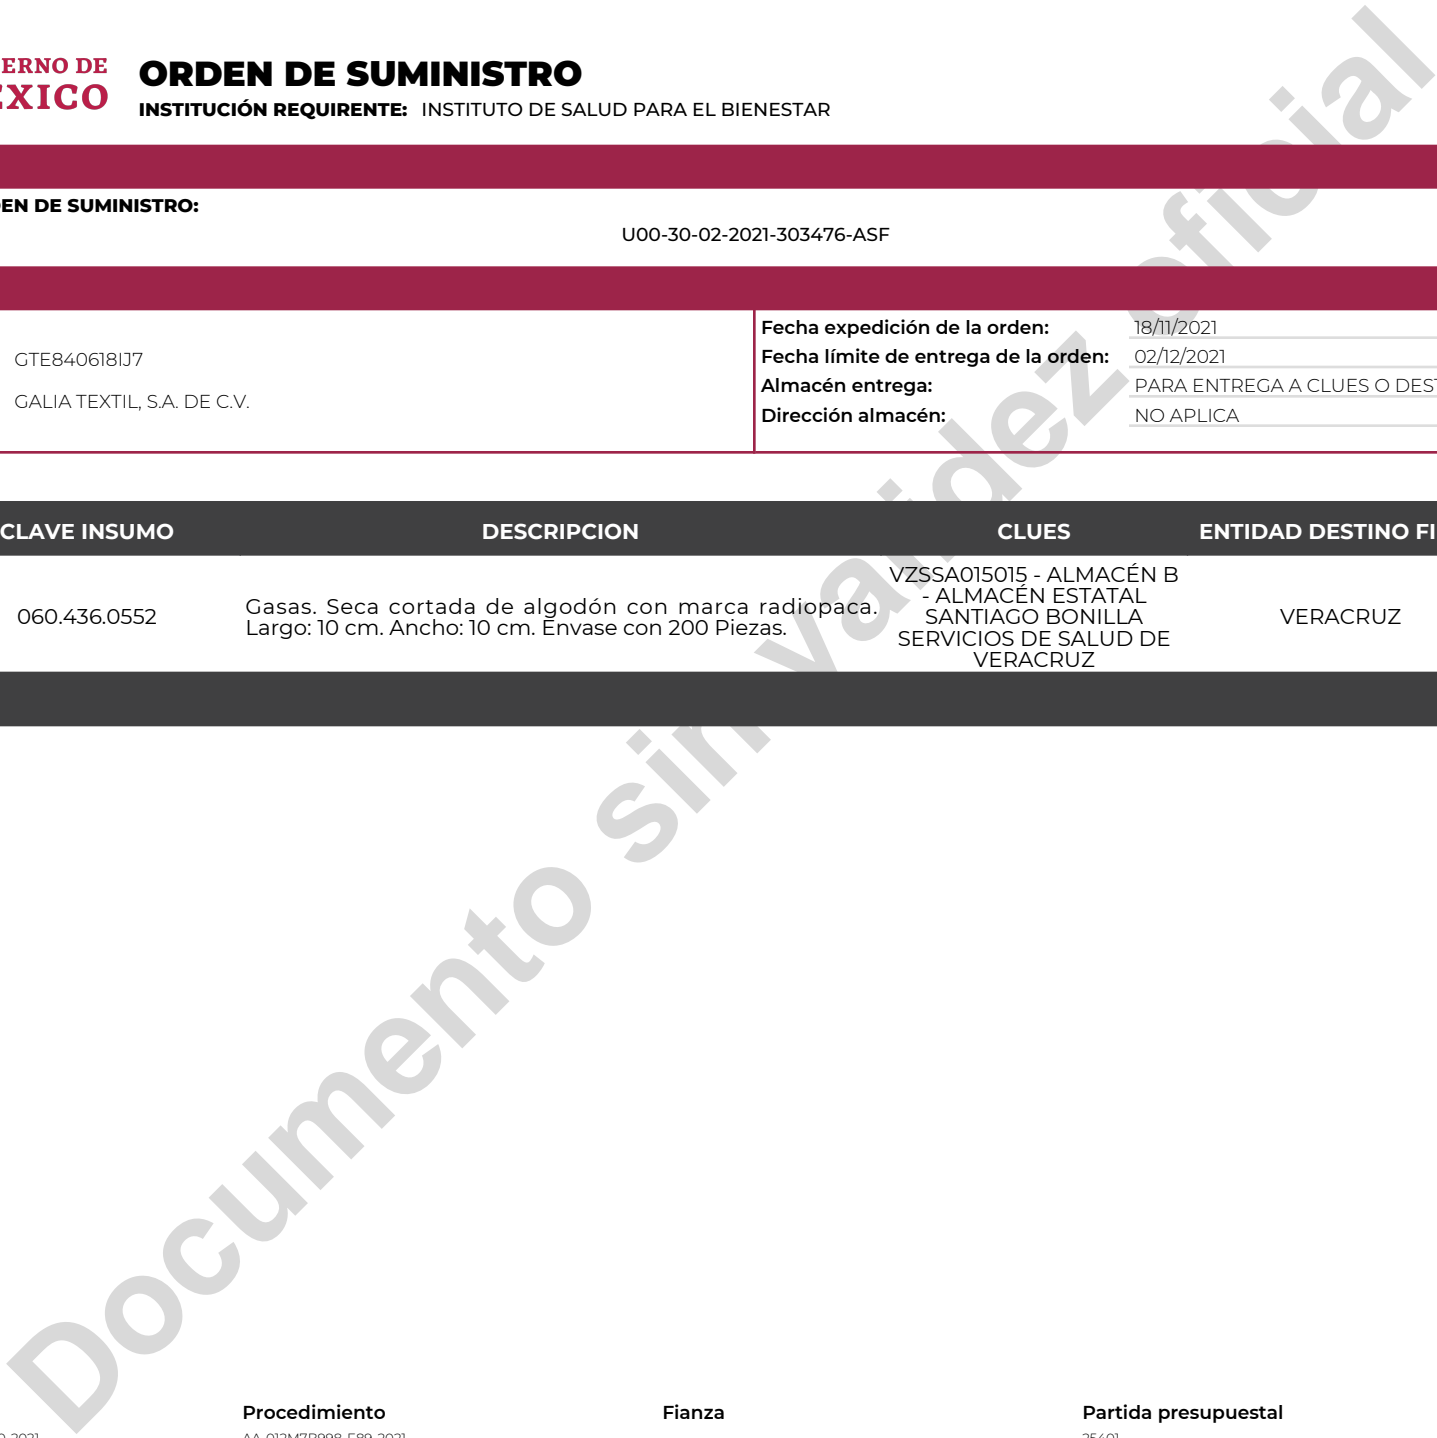 ERNO DE
EXICO
ORDEN DE SUMINISTRO
INSTITUCIÓN REQUIRENTE: INSTITUTO DE SALUD PARA EL BIENESTAR
EN DE SUMINISTRO:
U00-30-02-2021-303476-ASF
GTE840618IJ7
GALIA TEXTIL, S.A. DE C.V.
Fecha expedición de la orden: 18/11/2021
Fecha límite de entrega de la orden: 02/12/2021
Almacén entrega: PARA ENTREGA A CLUES O DEST
Dirección almacén: NO APLICA
CLAVE INSUMO DESCRIPCION CLUES ENTIDAD DESTINO FI
060.436.0552
Gasas. Seca cortada de algodón con marca radiopaca.
Largo: 10 cm. Ancho: 10 cm. Envase con 200 Piezas.
VZSSA015015 - ALMACÉN B
- ALMACÉN ESTATAL
SANTIAGO BONILLA
SERVICIOS DE SALUD DE
VERACRUZ
VERACRUZ
Documento sin validez oficial
Procedimiento Fianza Partida presupuestal